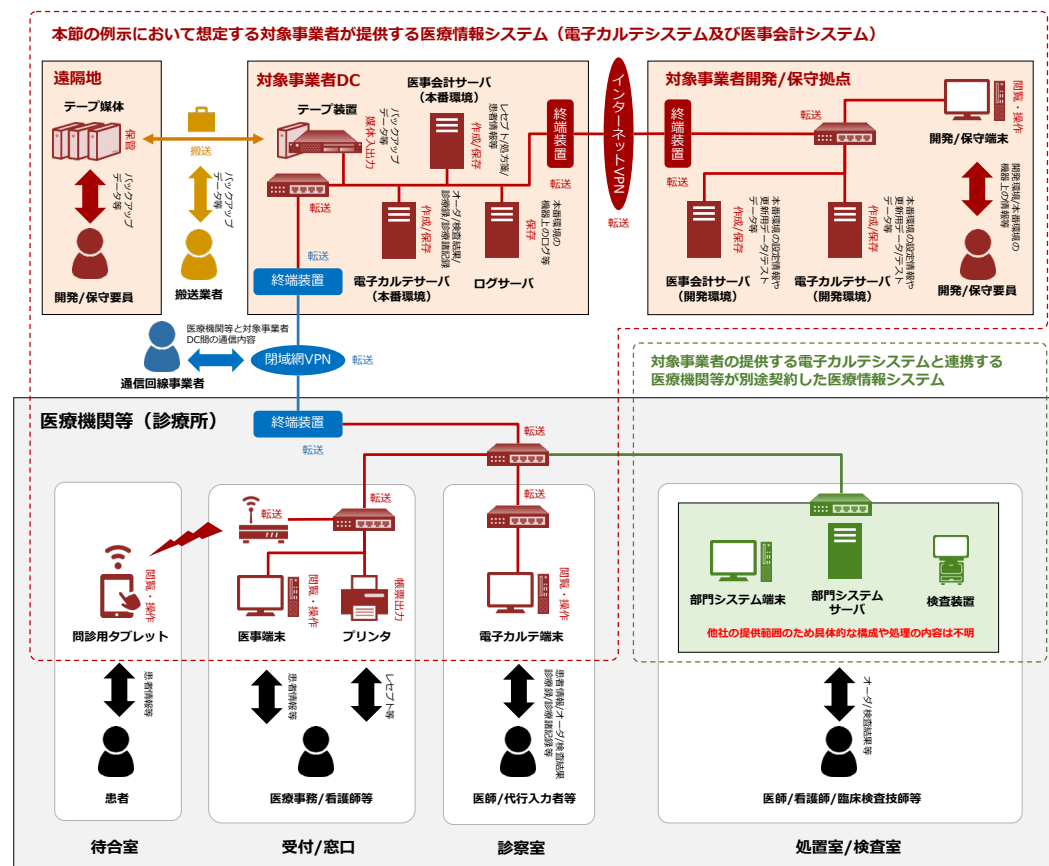 本節の例示において想定する対象事業者が提供する医療情報システム（電子カルテシステム及び医事会計システム）
遠隔地
テープ媒体
保管
バックアップ
データ等
開発/保守要員
搬送
バックアップ
データ等
搬送業者
対象事業者DC
テープ装置
バックアップ
データ等
媒体入出力
医事会計サーバ
（本番環境）
レセプト/処方箋/
患者情報等
作成/保存
終端装置
転送
転送
オーダ/検査結果/
診療録/診療諸記録
作成/保存
電子カルテサーバ
（本番環境）
本番環境の
機器上のログ等
保存
ログサーバ
転送
終端装置
インターネットVPN
転送
対象事業者開発/保守拠点
終端装置
転送
転送
閲覧・操作
開発/保守端末
本番環境の設定情報や
更新用データ/テスト
データ等
作成/保存
医事会計サーバ
（開発環境）
本番環境の設定情報や
更新用データ/テスト
データ等
作成/保存
電子カルテサーバ
（開発環境）
開発環境/本番環境の
機器上の情報等
開発/保守要員
医療機関等と対象事業者
DC間の通信内容
通信回線事業者
閉域網VPN
転送
対象事業者の提供する電子カルテシステムと連携する
医療機関等が別途契約した医療情報システム
医療機関等（診療所）
終端装置
転送
転送
閲覧・操作
問診用タブレット
患者情報等
患者
待合室
転送
転送
閲覧・操作
医事端末
帳票出力
プリンタ
患者情報等
レセプト等
医療事務/看護師等
受付/窓口
転送
閲覧・操作
電子カルテ端末
患者情報/オーダ/検査結果
診療録/診療諸記録等
医師/代行入力者等
診察室
部門システム端末
部門システム
サーバ
検査装置
他社の提供範囲のため具体的な構成や処理の内容は不明
オーダ/検査結果等
医師/看護師/臨床検査技師等
処置室/検査室